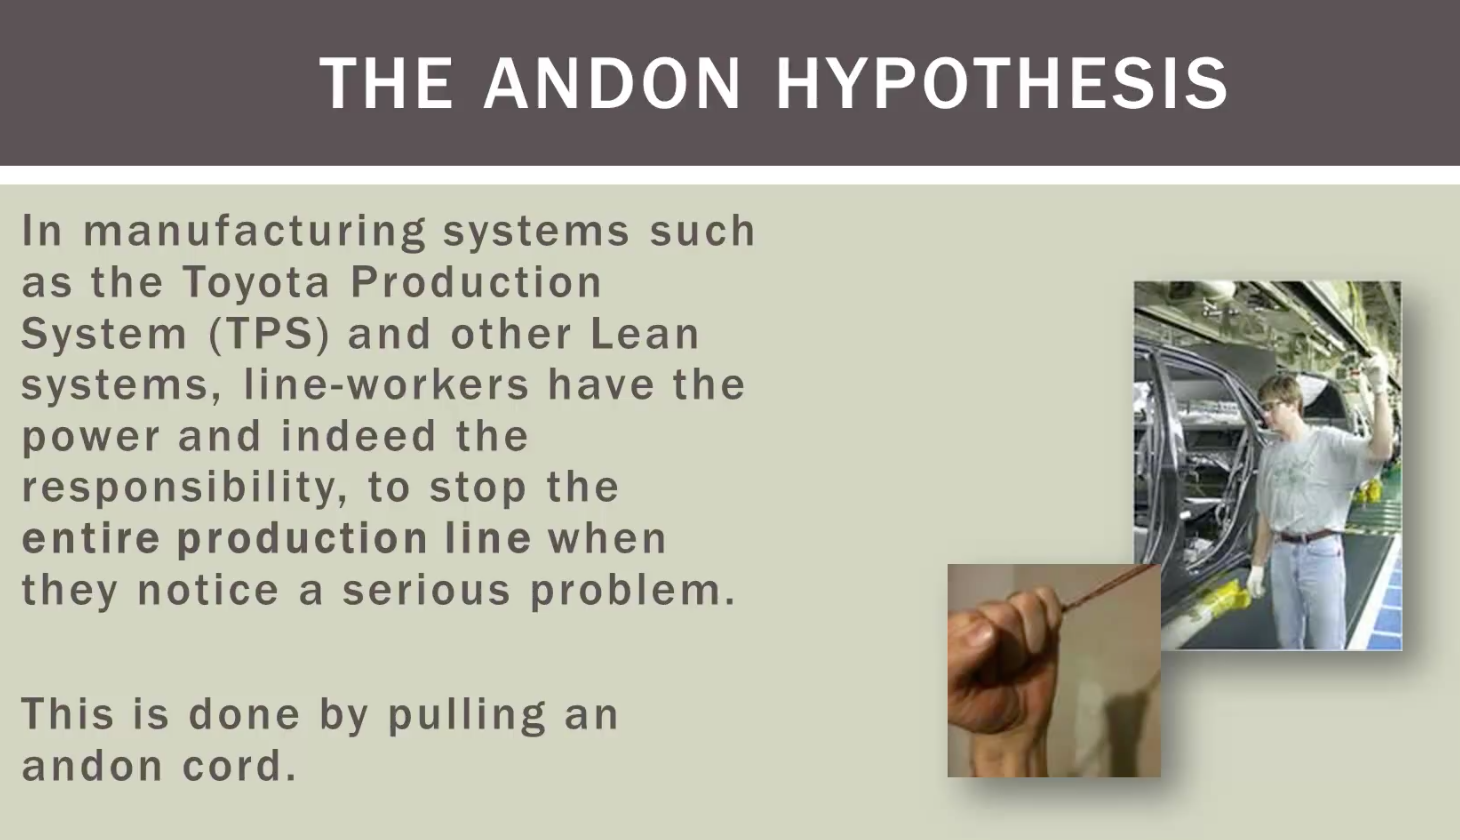 THE ANDON HYPOTHESIS
In manufacturing systems such
as the Toyota Production
System (TPS) and other Lean
systems, line-workers have the
power and indeed the
responsibility, to stop the
entire production line when
they notice a serious problem.
This is done by pulling an
andon cord.